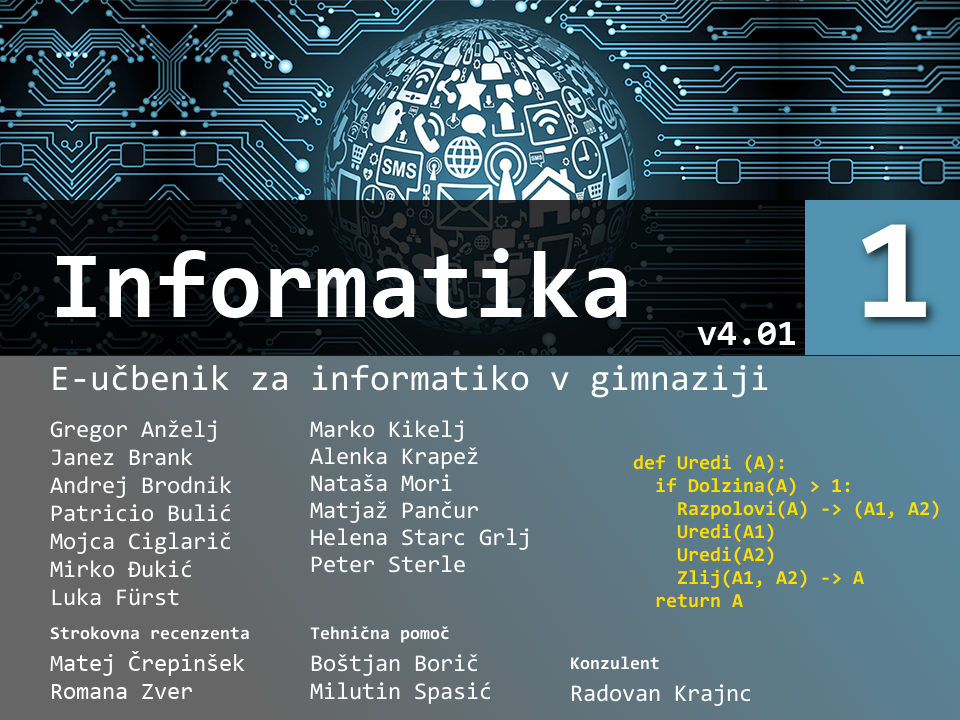 SMS
SMS
Informatika
1
v4.01
E-učbenik za informatiko v gimnaziji
Gregor Anželj
Janez Brank
Andrej Brodnik
Patricio Bulić
Mojca Ciglarič
Mirko Đukić
Luka Fürst
Marko Kikelj
Alenka Krapež
Nataša Mori
Matjaž Pančur
Helena Starc Grlj
Peter Sterle
def Uredi (A):
if Dolzina(A) > 1:
Razpolovi(A) -> (A1, A2)
Uredi(A1)
Uredi(A2)
Zlij(A1, A2) -> A
return A
Strokovna recenzenta
Matej Črepinšek
Romana Zver
Tehnična pomoč
Boštjan Borič
Milutin Spasić
Konzulent
Radovan Krajnc